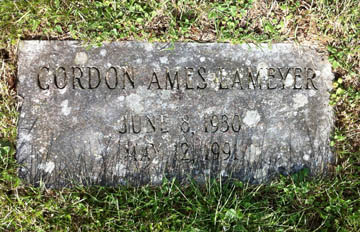 GORDON AMES LAMEYER
JUNE 8, 1930
MAY 12, 1991